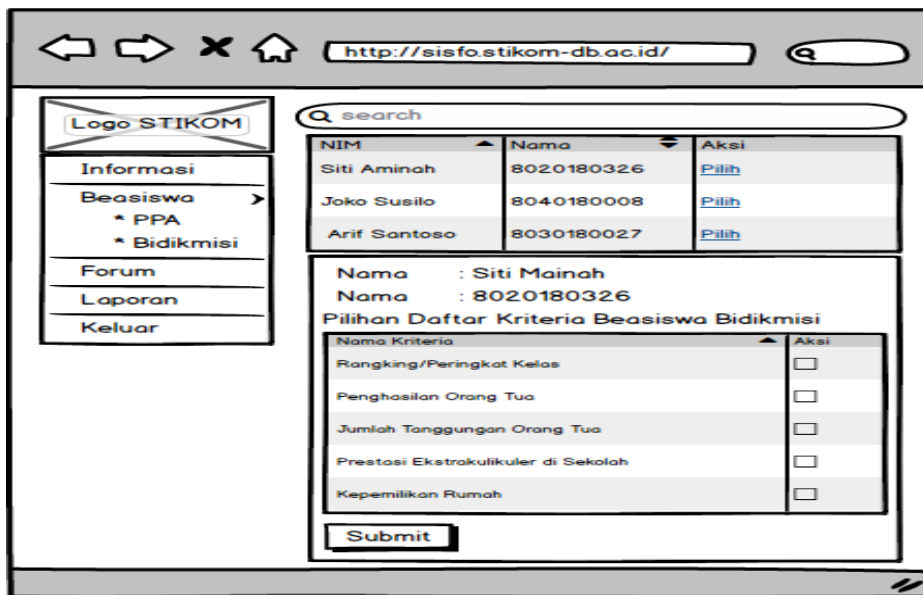 http://sisfo.stikom-db.ac.id/
Logo STIKOM
Informasi
Beasiswa
* PPA
* Bidikmisi
Forum
Laporan
Keluar
search
NIM Nama Aksi
Siti Aminah 8020180326 Pilih
Joko Susilo 8040180008 Pilih
Arif Santoso 8030180027 Pilih
Nama : Siti Mainah
Nama : 8020180326
Pilihan Daftar Kriteria Beasiswa Bidikmisi
Nama Kriteria Aksi
Rangking/Peringkat Kelas
Penghasilan Orang Tua
Jumlah Tanggungan Orang Tua
Prestasi Ekstrakulikuler di Sekolah
Kepemilikan Rumah
Submit